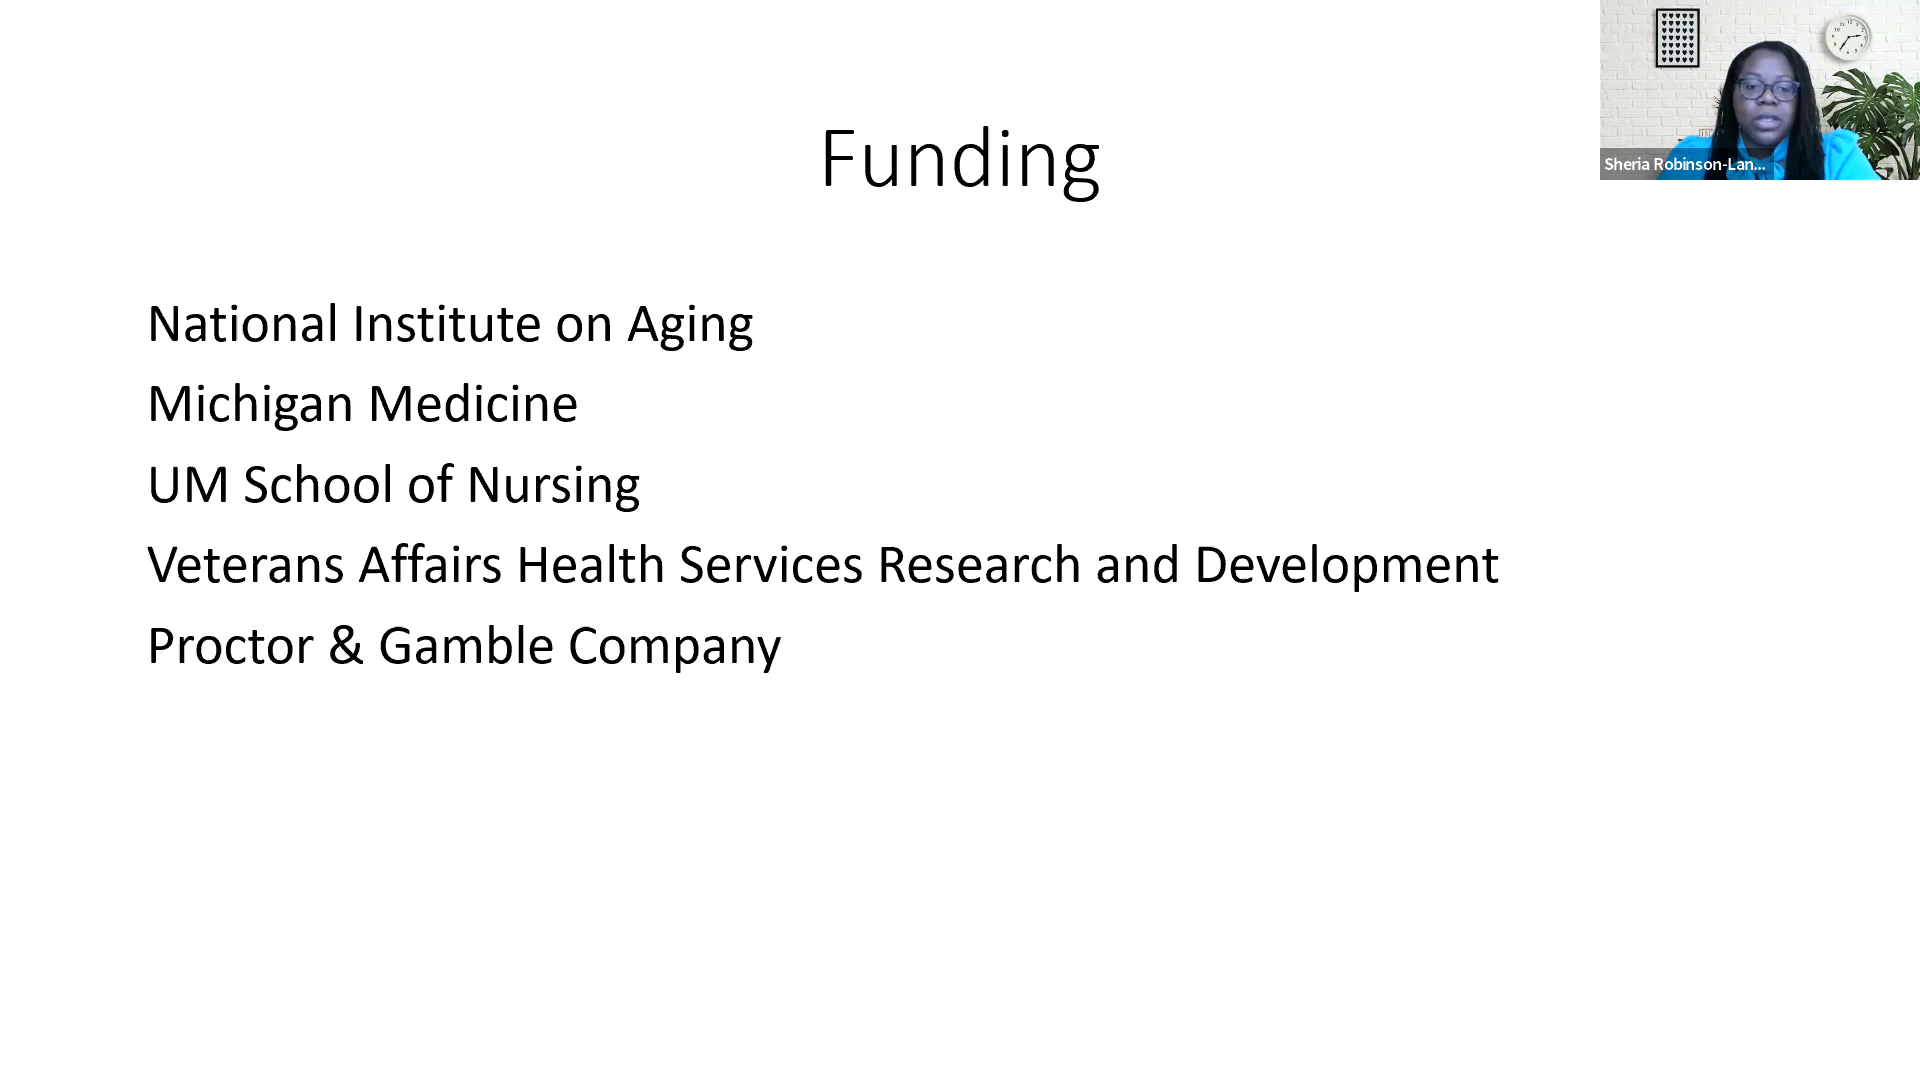 Funding
Sheria Robinson-Lan...
National Institute on Aging
Michigan Medicine
UM School of Nursing
Veterans Affairs Health Services Research and Development
Proctor & Gamble Company